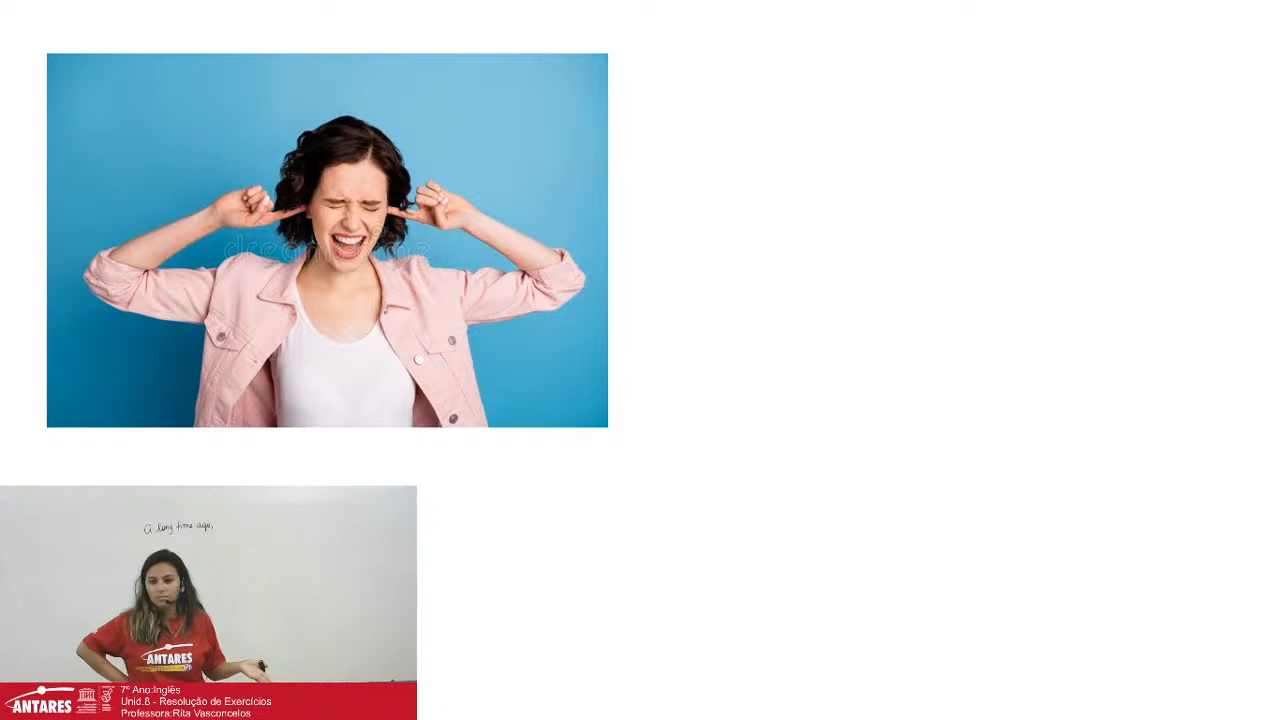 A long time ago,
ANTARES
ANTARES
7º Ano:Inglês
Unid.8 - Resolução de Exercícios
Professora:Rita Vasconcelos